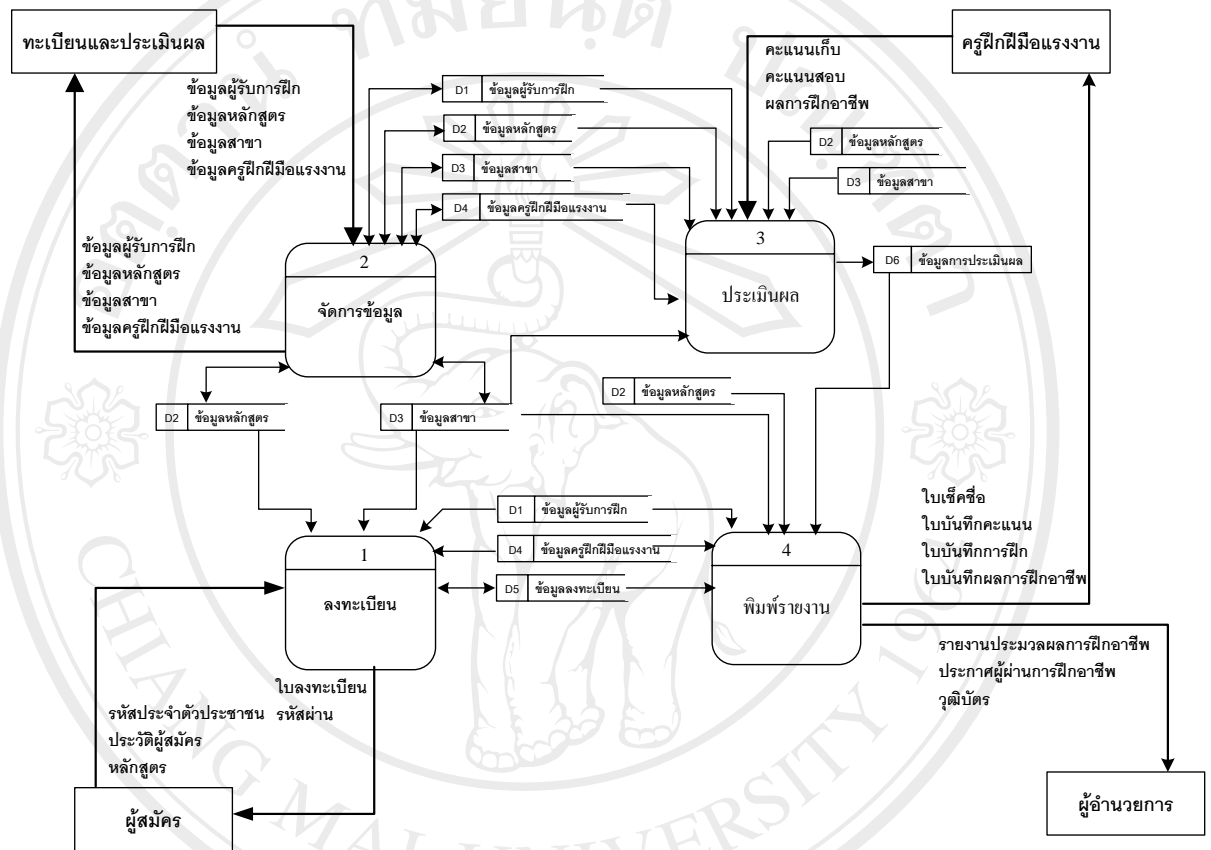 ทะเบียนและประเมินผล
ครูฝึกฝีมือแรงงาน
คะแนนเก็บ
คะแนนสอบ
ผลการฝึกอาชีพ
ข้อมูลผู้รับการฝึก
ข้อมูลหลักสูตร
ข้อมูลสาขา
ข้อมูลครูฝึกฝีมือแรงงาน
D1 ข้อมูลผู้รับการฝึก
D2 ข้อมูลหลักสูตร
D3 ข้อมูลสาขา
D4 ข้อมูลครูฝึกฝีมือแรงงาน
D2 ข้อมูลหลักสูตร
D3 ข้อมูลสาขา
ข้อมูลผู้รับการฝึก
ข้อมูลหลักสูตร
ข้อมูลสาขา
ข้อมูลครูฝึกฝีมือแรงงาน
2
จัดการข้อมูล
3
ประเมินผล
D6 ข้อมูลการประเมินผล
D2 ข้อมูลหลักสูตร
D3 ข้อมูลสาขา
D2 ข้อมูลหลักสูตร
D1 ข้อมูลผู้รับการฝึก
D4 ข้อมูลครูฝึกฝีมือแรงงาน
D5 ข้อมูลลงทะเบียน
1
ลงทะเบียน
4
พิมพ์รายงาน
ใบเช็คชื่อ
ใบบันทึกคะแนน
ใบบันทึกการฝึก
ใบบันทึกผลการฝึกอาชีพ
รายงานประมวลผลการฝึกอาชีพ
ประกาศผู้ผ่านการฝึกอาชีพ
วุฒิบัตร
ใบลงทะเบียน
รหัสผ่าน
รหัสประจำตัวประชาชน
ประวัติผู้สมัคร
หลักสูตร
ผู้สมัคร
ผู้อำนวยการ
CHIANG MAI UNIVERSITY 1964